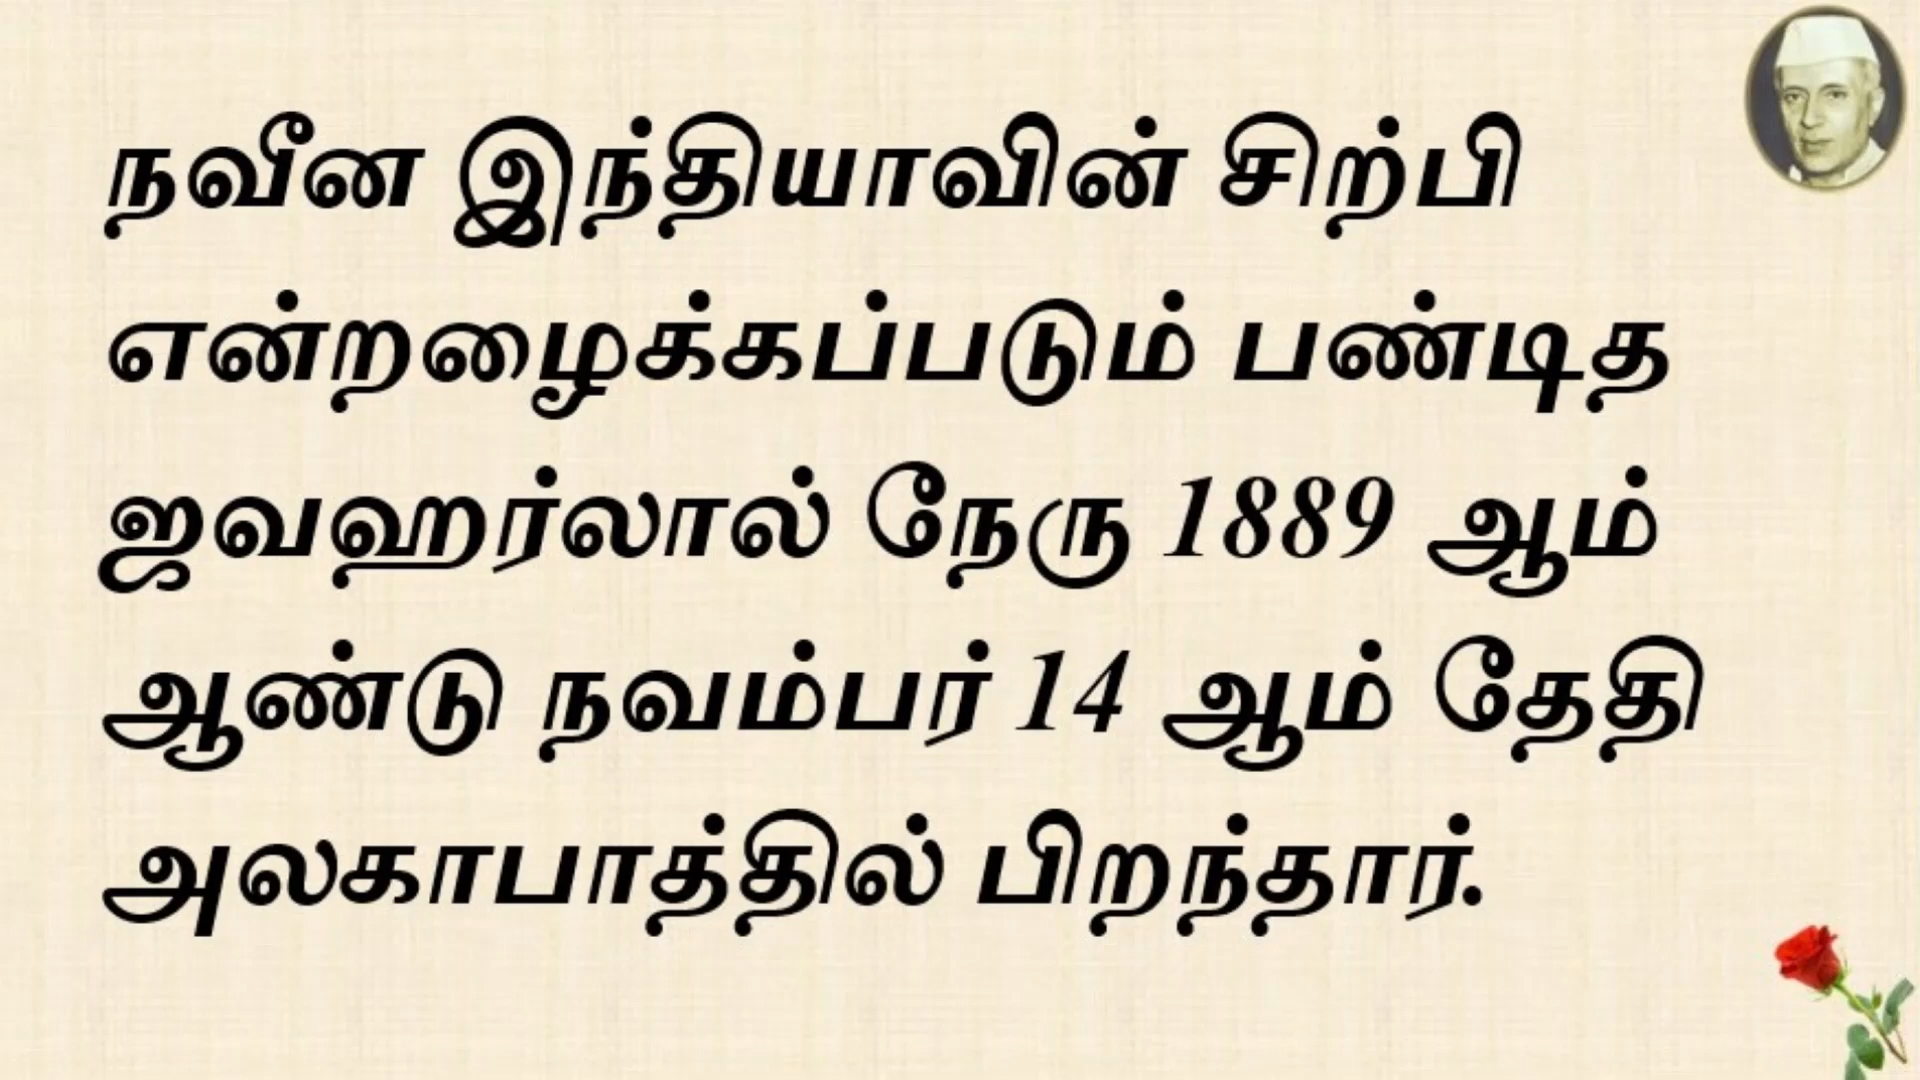 நவீன இந்தியாவின் சிற்பி
என்றழைக்கப்படும் பண்டித
ஜவஹர்லால் நேரு 1889 ஆம்
ஆண்டு நவம்பர் 14 ஆம் தேதி
அலகாபாத்தில் பிறந்தார்.